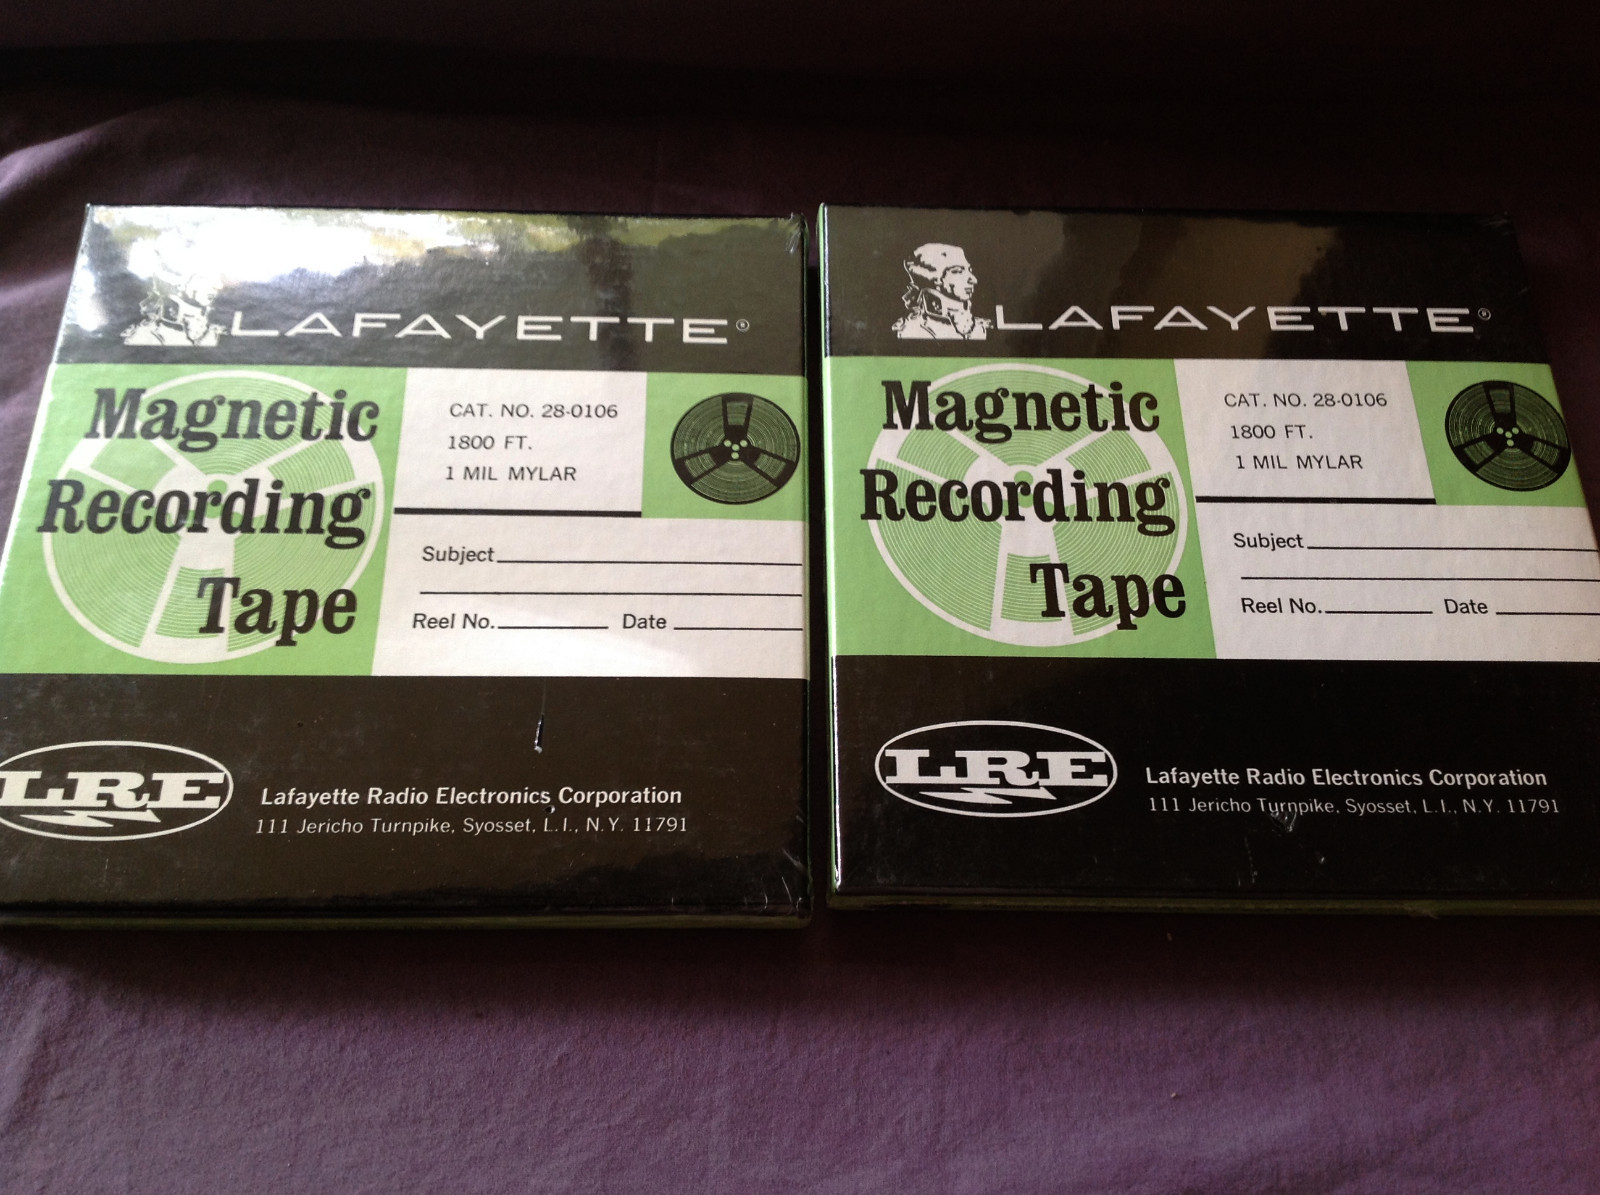 LAFAYETTE®
Magnetic
Recording
Tape
CAT. NO. 28-0106
1800 FT.
1 MIL MYLAR
Subject
Reel No. Date
LRE
Lafayette Radio Electronics Corporation
111 Jericho Turnpike, Syosset, L.I., N.Y. 11791
LAFAYETTE®
Magnetic
Recording
Tape
CAT. NO. 28-0106
1800 FT.
1 MIL MYLAR
Subject
Reel No. Date
LRE
Lafayette Radio Electronics Corporation
111 Jericho Turnpike, Syosset, L.I., N.Y. 11791